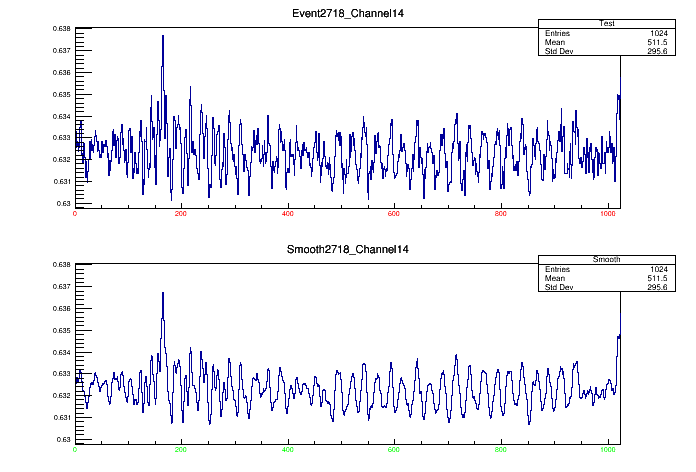 Event2718_Channel14
Test
Entries 1024
Mean 511.5
Std Dev 295.6
0.638
0.637
0.636
0.635
0.634
0.633
0.632
0.631
0.63
0 200 400 600 800 1000
Smooth2718_Channel14
Smooth
Entries 1024
Mean 511.5
Std Dev 295.6
0.638
0.637
0.636
0.635
0.634
0.633
0.632
0.631
0.63
0 200 400 600 800 1000